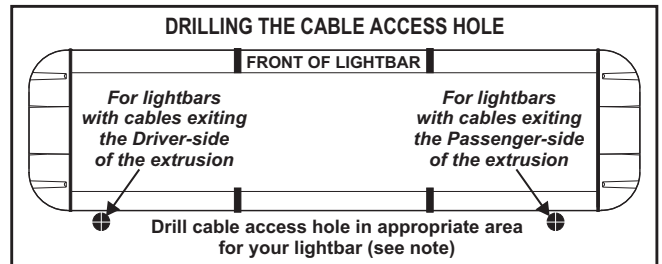 DRILLING THE CABLE ACCESS HOLE
FRONT OF LIGHTBAR
For lightbars
with cables exiting
the Driver-side
of the extrusion
For lightbars
with cables exiting
the Passenger-side
of the extrusion
Drill cable access hole in appropriate area
for your lightbar (see note)